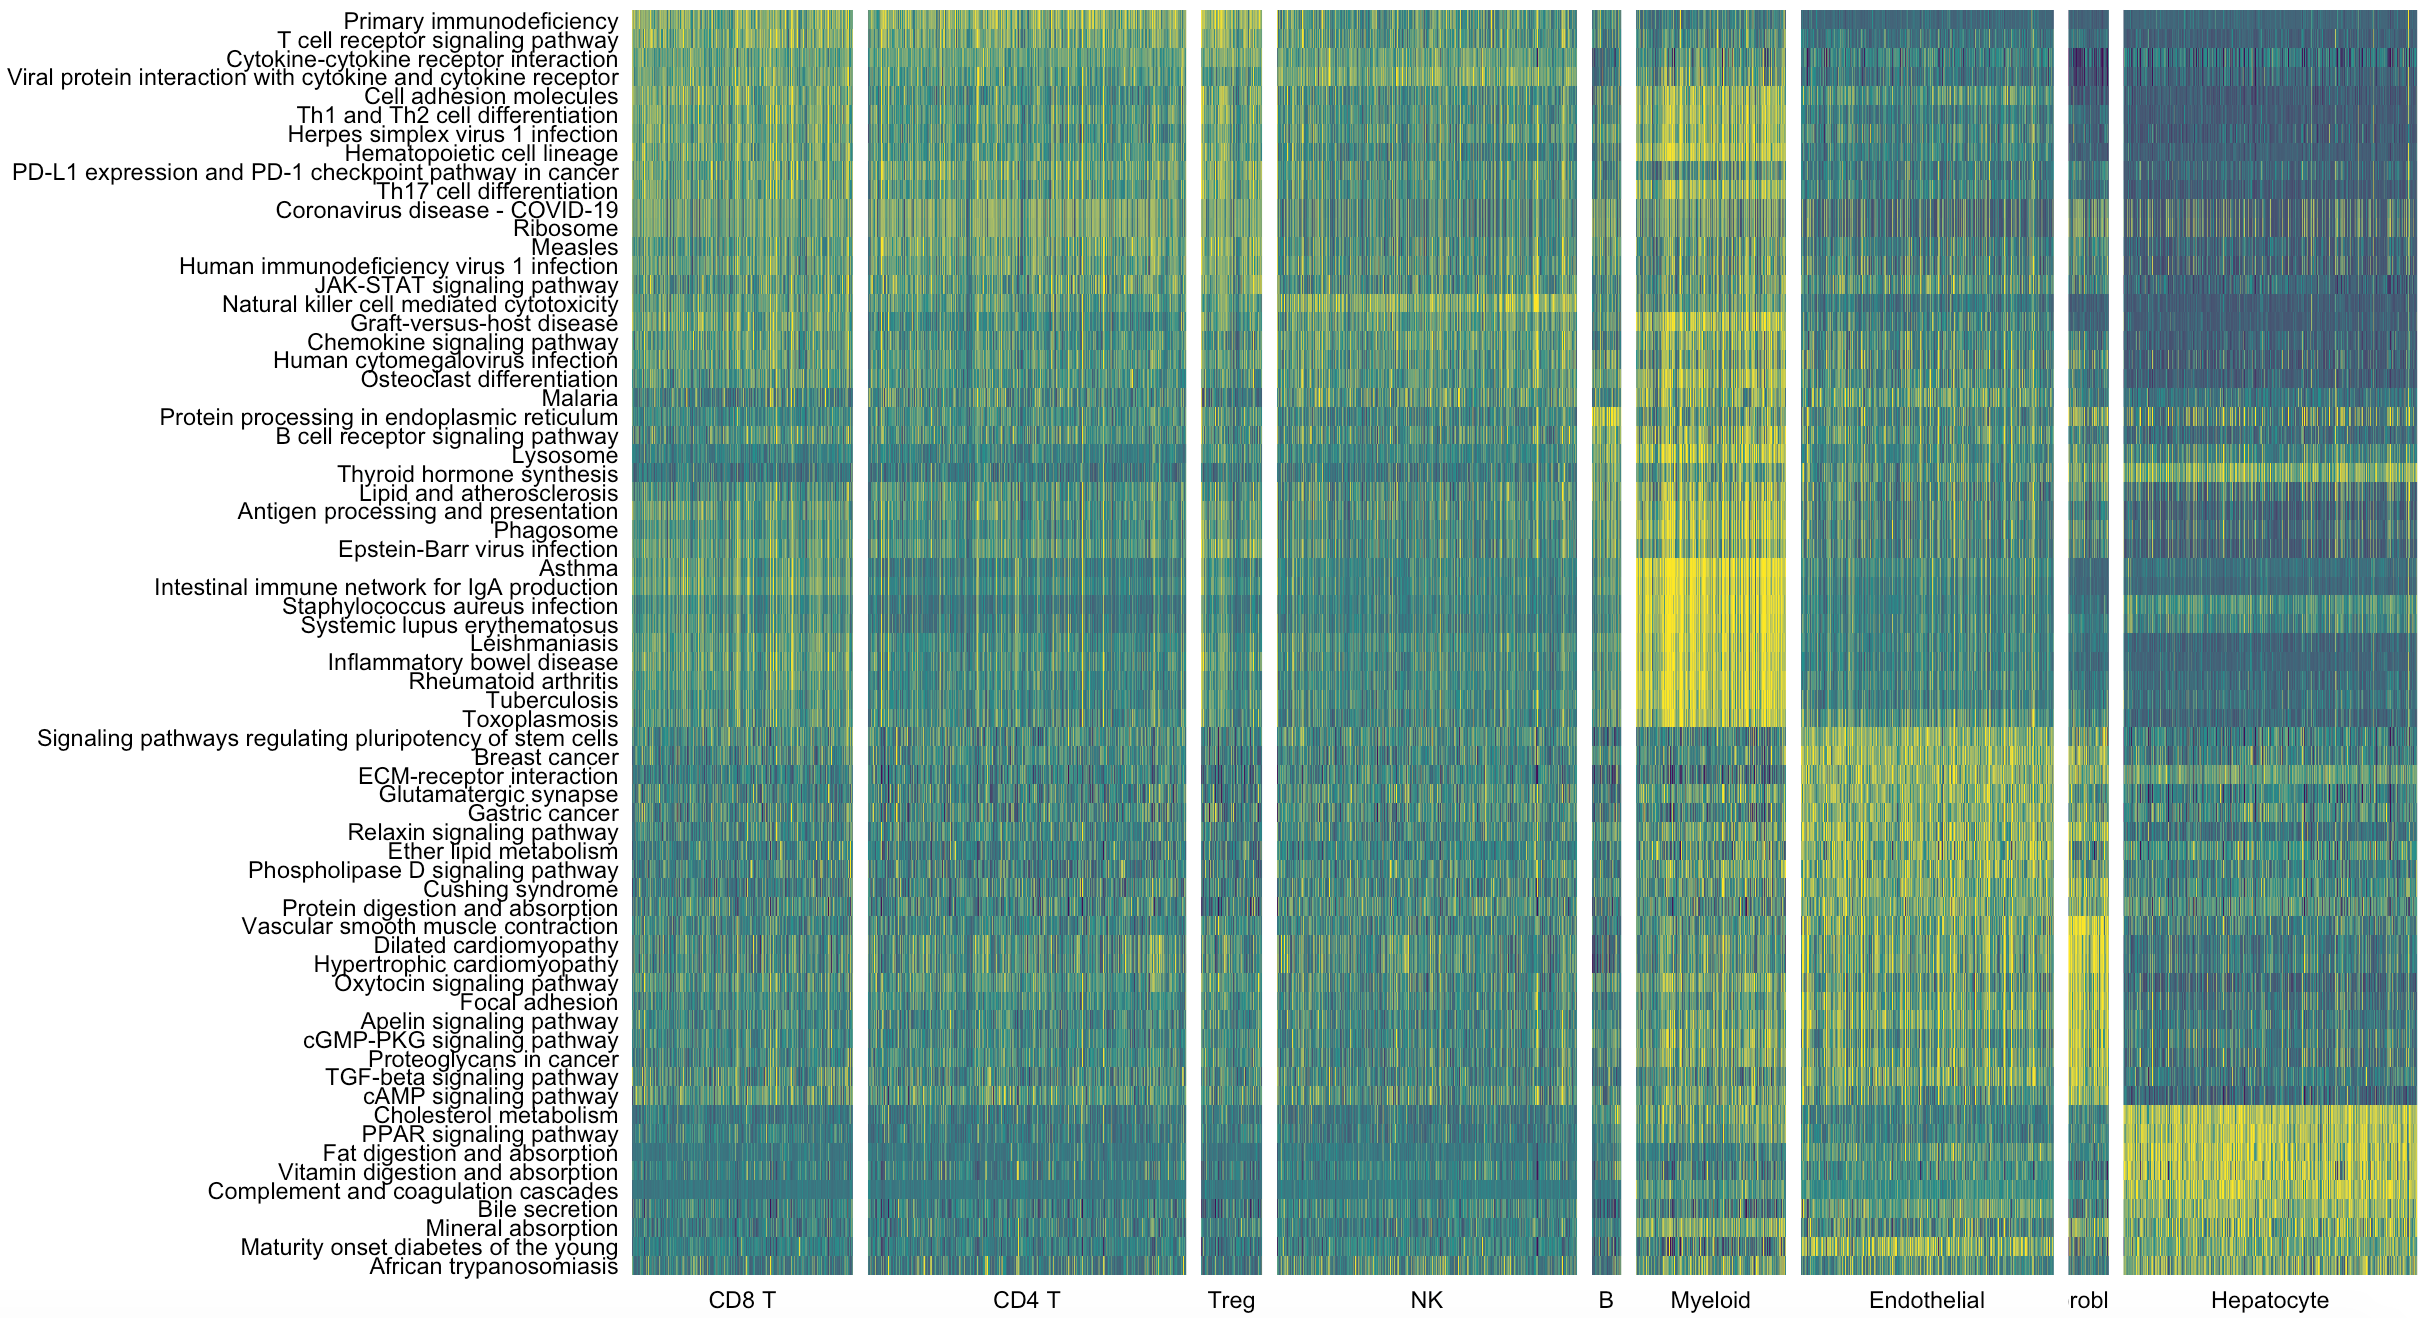 Primary immunodeficiency
T cell receptor signaling pathway
Cytokine-cytokine receptor interaction
Viral protein interaction with cytokine and cytokine receptor
Cell adhesion molecules
Th1 and Th2 cell differentiation
Herpes simplex virus 1 infection
Hematopoietic cell lineage
PD-L1 expression and PD-1 checkpoint pathway in cancer
Th17 cell differentiation
Coronavirus disease - COVID-19
Ribosome
Measles
Human immunodeficiency virus 1 infection
JAK-STAT signaling pathway
Natural killer cell mediated cytotoxicity
Graft-versus-host disease
Chemokine signaling pathway
Human cytomegalovirus infection
Osteoclast differentiation
Malaria
Protein processing in endoplasmic reticulum
B cell receptor signaling pathway
Lysosome
Thyroid hormone synthesis
Lipid and atherosclerosis
Antigen processing and presentation
Phagosome
Epstein-Barr virus infection
Asthma
Intestinal immune network for IgA production
Staphylococcus aureus infection
Systemic lupus erythematosus
Leishmaniasis
Inflammatory bowel disease
Rheumatoid arthritis
Tuberculosis
Toxoplasmosis
Signaling pathways regulating pluripotency of stem cells
Breast cancer
ECM-receptor interaction
Glutamatergic synapse
Gastric cancer
Relaxin signaling pathway
Ether lipid metabolism
Phospholipase D signaling pathway
Cushing syndrome
Protein digestion and absorption
Vascular smooth muscle contraction
Dilated cardiomyopathy
Hypertrophic cardiomyopathy
Oxytocin signaling pathway
Focal adhesion
Apelin signaling pathway
cGMP-PKG signaling pathway
Proteoglycans in cancer
TGF-beta signaling pathway
cAMP signaling pathway
Cholesterol metabolism
PPAR signaling pathway
Fat digestion and absorption
Vitamin digestion and absorption
Complement and coagulation cascades
Bile secretion
Mineral absorption
Maturity onset diabetes of the young
African trypanosomiasis
CD8 T CD4 T Treg NK B Myeloid Endothelial robl Hepatocyte